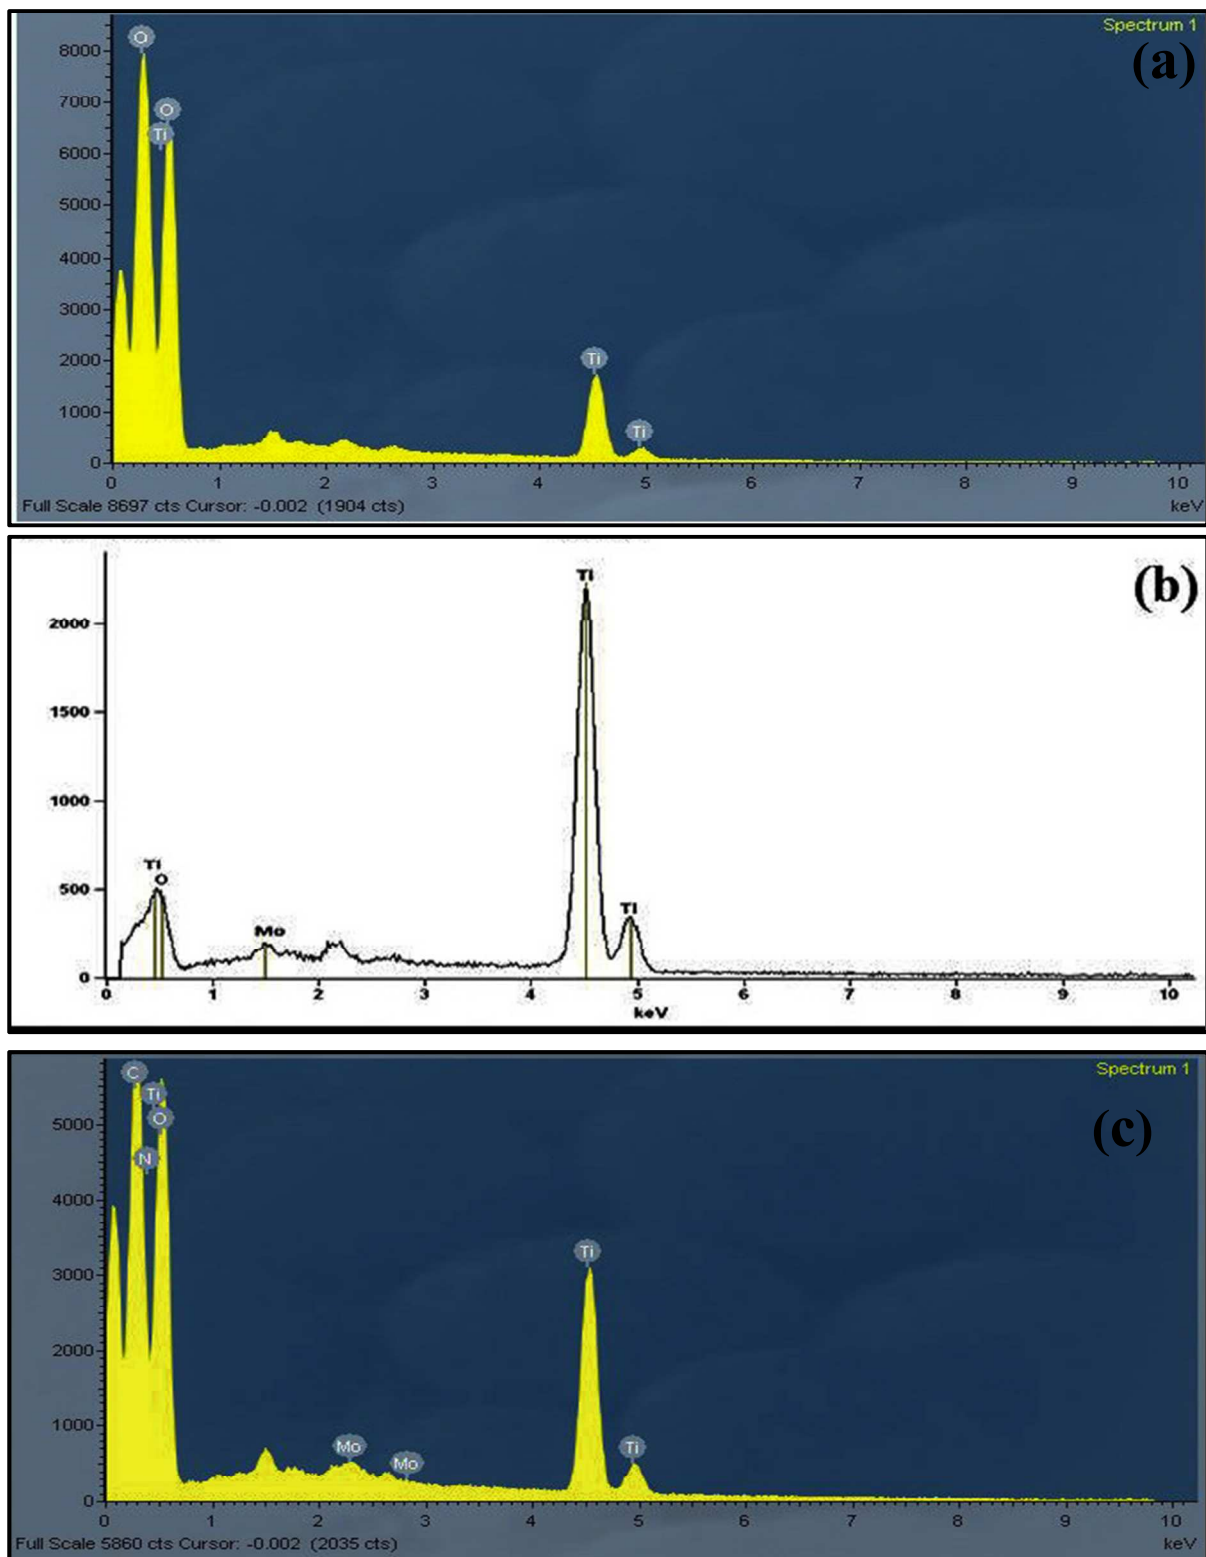 Spectrum 1
(a)
8000
7000
6000
5000
4000
3000
2000
1000
0
O
O
Ti
Ti
Ti
0 1 2 3 4 5 6 7 8 9 10
Full Scale 8697 cts Cursor: -0.002 (1904 cts)
keV
(b)
2000
1500
1000
500
0
Ti
O
Mo
Ti
Ti
0 1 2 3 4 5 6 7 8 9 10
keV
Spectrum 1
(c)
5000
4000
3000
2000
1000
0
C
Ti
O
N
Ti
Mo
Mo
Ti
0 1 2 3 4 5 6 7 8 9 10
Full Scale 5860 cts Cursor: -0.002 (2035 cts)
keV